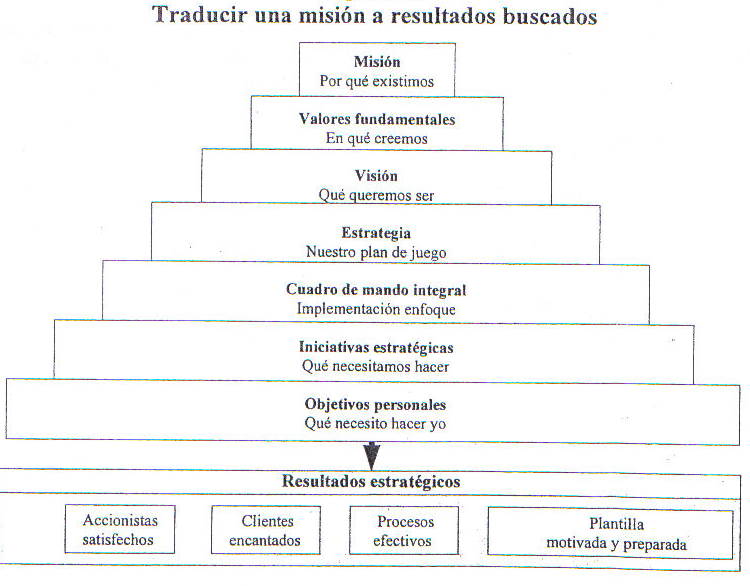 Traducir una misión a resultados buscados
Misión
Por qué existimos
Valores fundamentales
En qué creemos
Visión
Qué queremos ser
Estrategia
Nuestro plan de juego
Cuadro de mando integral
Implementación enfoque
Iniciativas estratégicas
Qué necesitamos hacer
Objetivos personales
Qué necesito hacer yo
Resultados estratégicos
Accionistas
satisfechos
Clientes
encantados
Procesos
efectivos
Plantilla
motivada y preparada